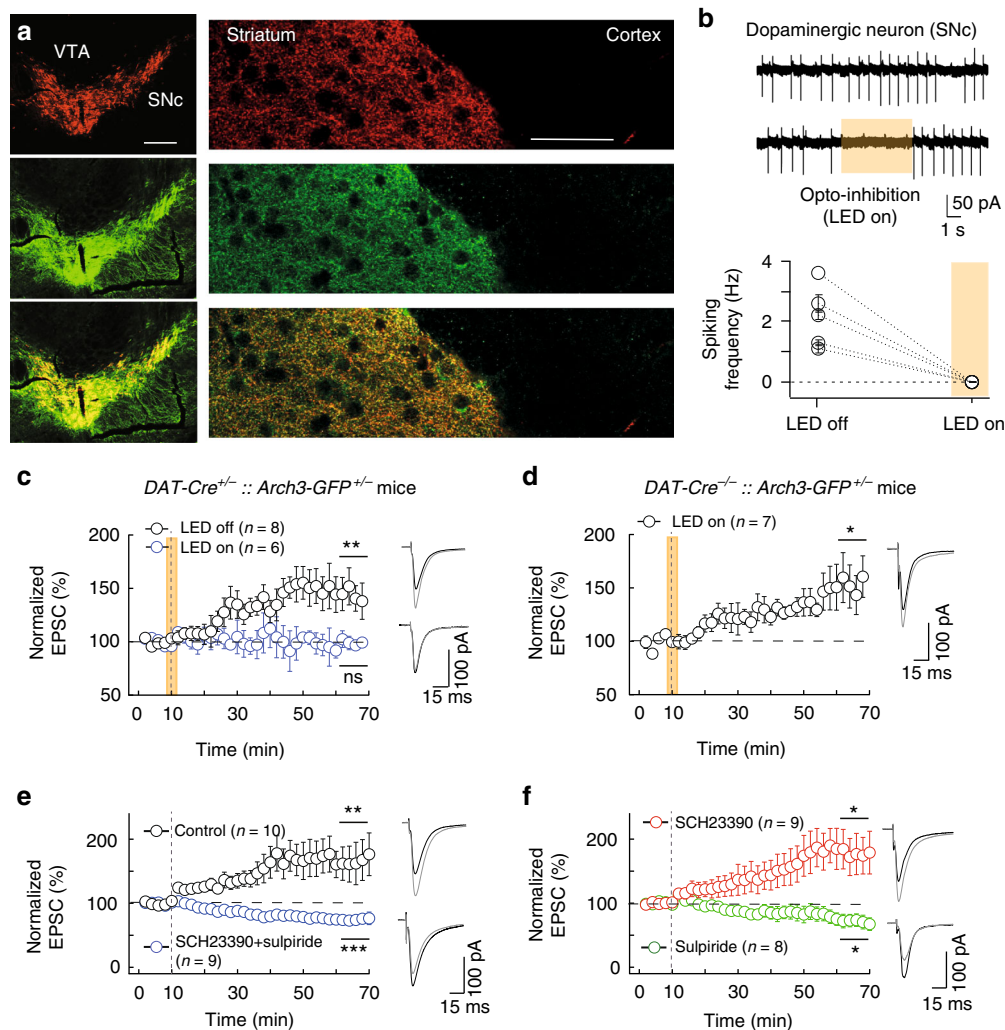 a
VTA
SNc
Striatum
Cortex
b
Dopaminergic neuron (SNc)
Opto-inhibition
(LED on)
50 pA
1 s
Spiking
frequency (Hz)
4
2
0
LED off
LED on
c
DAT-Cre+/– :: Arch3-GFP+/– mice
LED off (n = 8)
LED on (n = 6)
**
ns
Normalized
EPSC (%)
200
150
100
50
0
10
30
50
70
Time (min)
100 pA
15 ms
d
DAT-Cre–/– :: Arch3-GFP+/– mice
LED on (n = 7)
*
Normalized
EPSC (%)
200
150
100
50
0
10
30
50
70
Time (min)
100 pA
15 ms
e
Control (n = 10)
**
SCH23390+sulpiride
(n = 9)
***
Normalized
EPSC (%)
200
100
0
0
10
30
50
70
Time (min)
100 pA
15 ms
f
SCH23390 (n = 9)
*
Sulpiride (n = 8)
*
Normalized
EPSC (%)
200
100
0
0
10
30
50
70
Time (min)
100 pA
15 ms